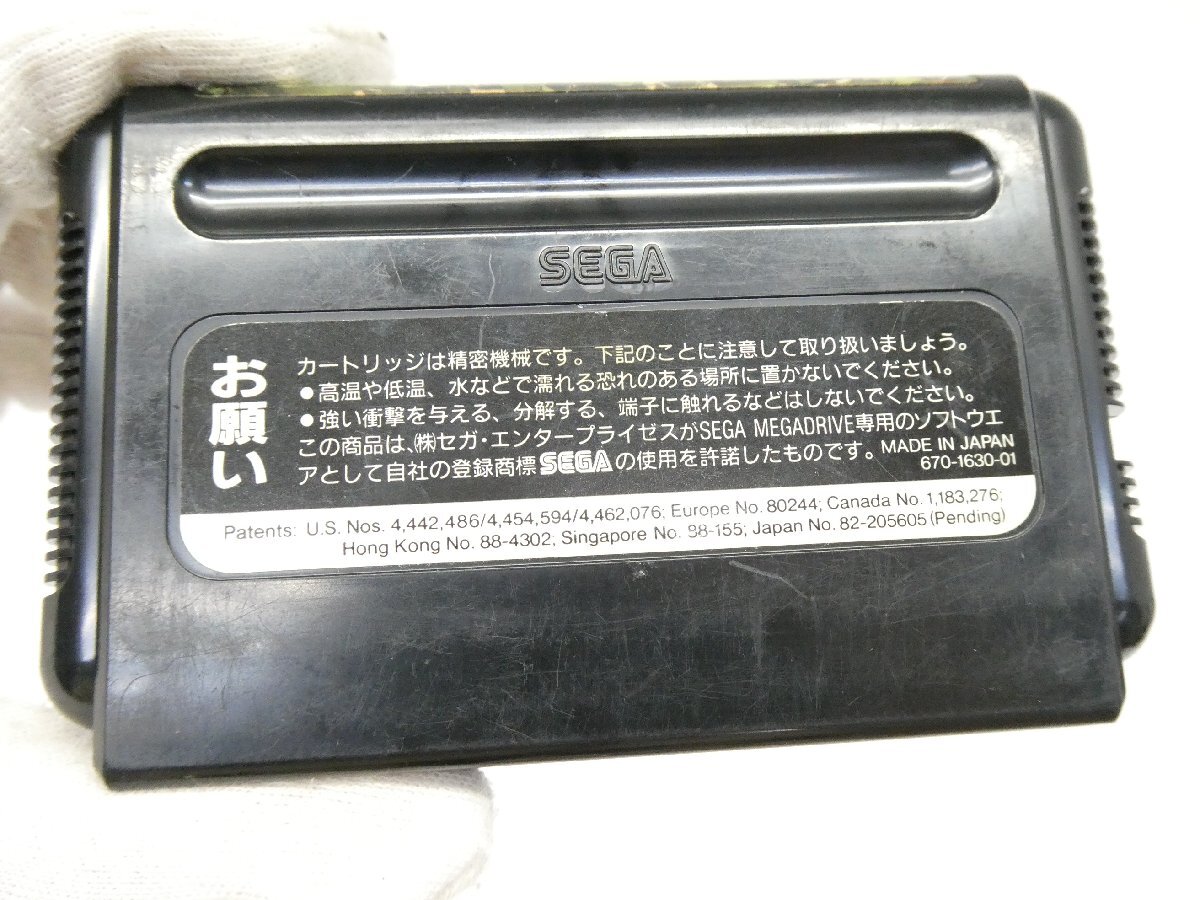 SEGA
お願い
カートリッジは精密機械です。下記のことに注意して取り扱いましょう。
●高温や低温、水などで濡れる恐れのある場所に置かないでください。
●強い衝撃を与える、分解する、端子に触れるなどはしないでください。
この商品は、㈱セガ・エンタープライゼスがSEGA MEGADRIVE専用のソフトウエ
アとして自社の登録商標SEGAの使用を許諾したものです。 MADE IN JAPAN
670-1630-01
Patents: U.S. Nos. 4,442,486/4,454,594/4,462,076; Europe No. 80244; Canada No. 1,183,276;
Hong Kong No. 88-4302; Singapore No. 88-155; Japan No. 82-205605 (Pending)